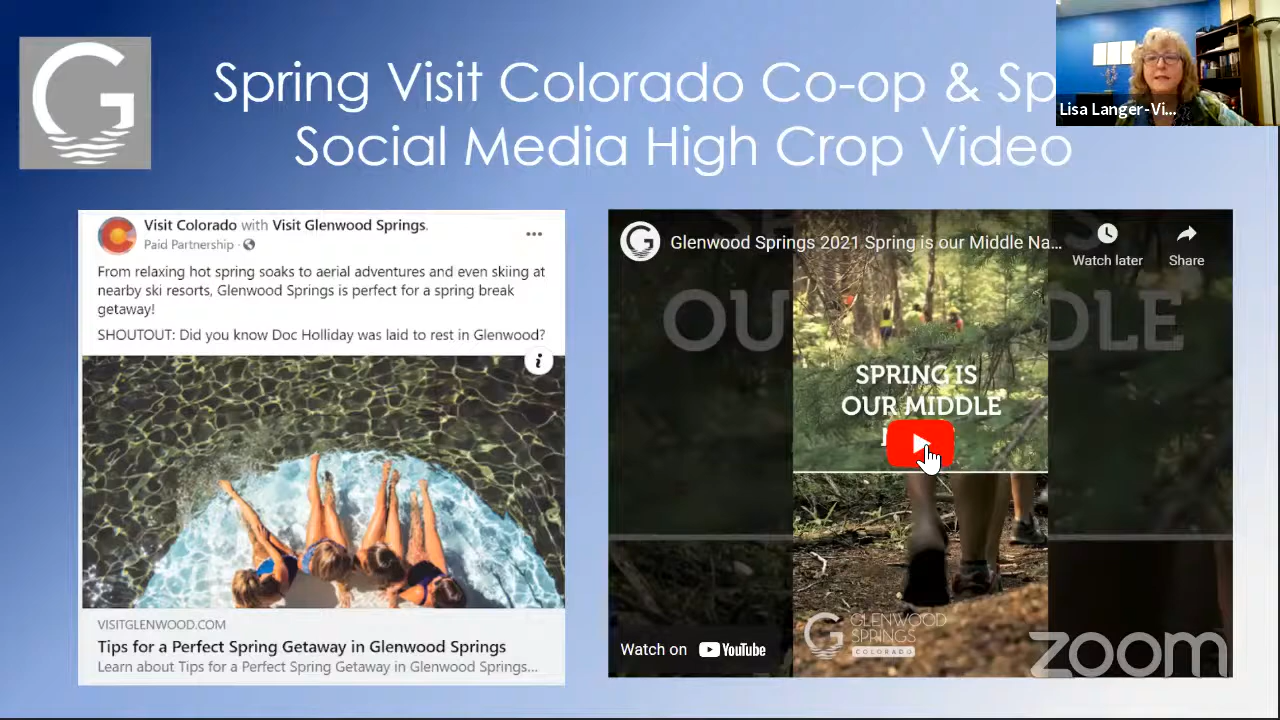 G
Spring Visit Colorado Co-op & Sp
Social Media High Crop Video
Lisa Langer-Vi...
Visit Colorado with Visit Glenwood Springs.
Paid Partnership ·
From relaxing hot spring soaks to aerial adventures and even skiing at
nearby ski resorts, Glenwood Springs is perfect for a spring break
getaway!
SHOUTOUT: Did you know Doc Holliday was laid to rest in Glenwood?
i
VISITGLENWOOD.COM
Tips for a Perfect Spring Getaway in Glenwood Springs
Learn about Tips for a Perfect Spring Getaway in Glenwood Springs...
G
Glenwood Springs 2021 Spring is our Middle Na...
Watch later
Share
OU
DLE
SPRING IS
OUR MIDDLE
G
GLENWOOD
SPRINGS
COLORADO
Watch on YouTube
zoom